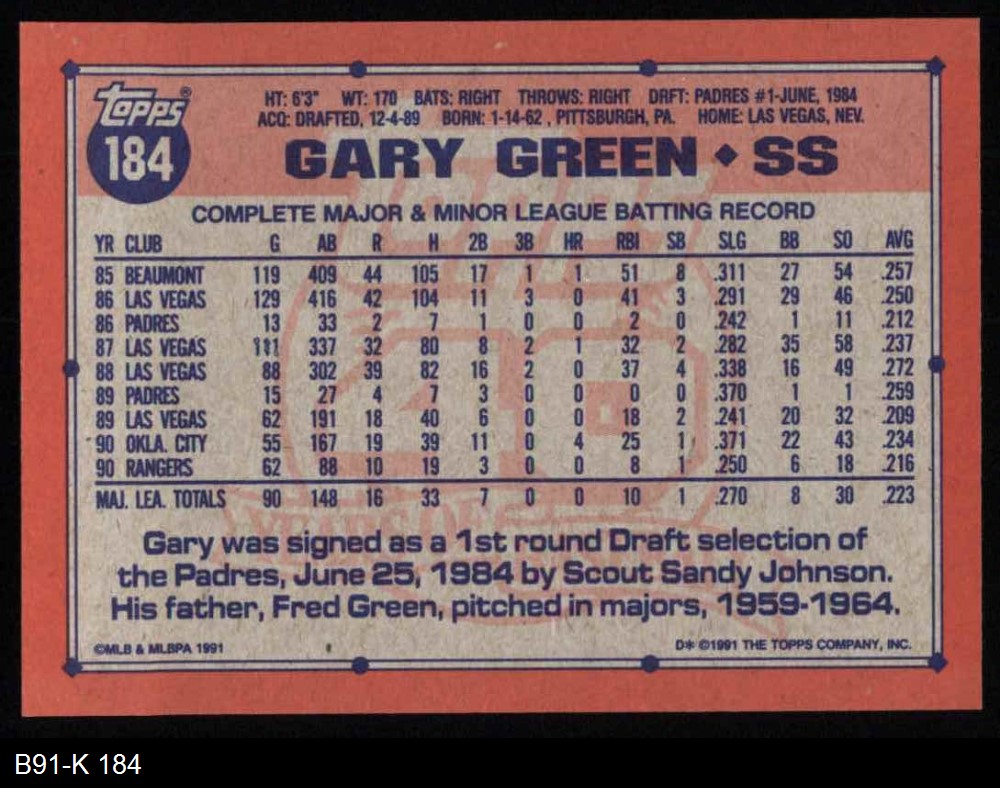 Topps®
184
HT: 6'3" WT: 170 BATS: RIGHT THROWS: RIGHT DRFT: PADRES #1-JUNE, 1984
ACQ: DRAFTED, 12-4-89 BORN: 1-14-62 , PITTSBURGH, PA. HOME: LAS VEGAS, NEV.
GARY GREEN ◆ SS
COMPLETE MAJOR & MINOR LEAGUE BATTING RECORD
YR CLUB G AB R H 2B 3B HR RBI SB SLG BB SO AVG
85 BEAUMONT 119 409 44 105 17 1 1 51 8 .311 27 54 .257
86 LAS VEGAS 129 416 42 104 11 3 0 41 3 .291 29 46 .250
86 PADRES 13 33 2 7 1 0 0 2 0 .242 1 11 .212
87 LAS VEGAS 111 337 32 80 8 2 1 32 2 .282 35 58 .237
88 LAS VEGAS 88 302 39 82 16 2 0 37 4 .338 16 49 .272
89 PADRES 15 27 4 7 3 0 0 0 0 .370 1 1 .259
89 LAS VEGAS 62 191 18 40 6 0 0 18 2 .241 20 32 .209
90 OKLA. CITY 55 167 19 39 11 0 4 25 1 .371 22 43 .234
90 RANGERS 62 88 10 19 3 0 0 8 1 .250 6 18 .216
MAJ. LEA. TOTALS 90 148 16 33 7 0 0 10 1 .270 8 30 .223
Gary was signed as a 1st round Draft selection of
the Padres, June 25, 1984 by Scout Sandy Johnson.
His father, Fred Green, pitched in majors, 1959-1964.
©MLB & MLBPA 1991 D* ©1991 THE TOPPS COMPANY, INC.
B91-K 184